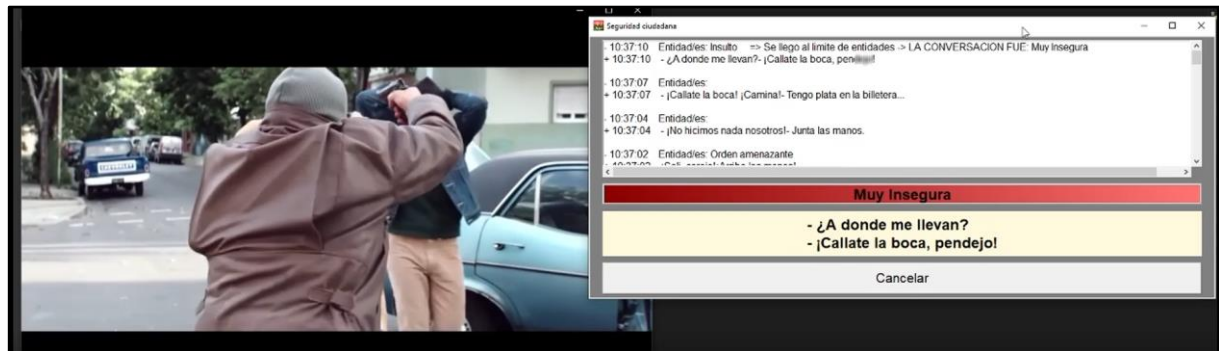 Seguridad ciudadana
- 10:37:10 Entidad/es: Insulto => Se llego al limite de entidades -> LA CONVERSACION FUE: Muy Insegura
+ 10:37:10 - ¿A donde me llevan?- ¡Callate la boca, pendejo!
- 10:37:07 Entidad/es:
+ 10:37:07 - ¡Callate la boca! ¡Camina!- Tengo plata en la billetera...
- 10:37:04 Entidad/es:
+ 10:37:04 - ¡No hicimos nada nosotros!- Junta las manos.
- 10:37:02 Entidad/es: Orden amenazante
Muy Insegura
- ¿A donde me llevan?
- ¡Callate la boca, pendejo!
Cancelar